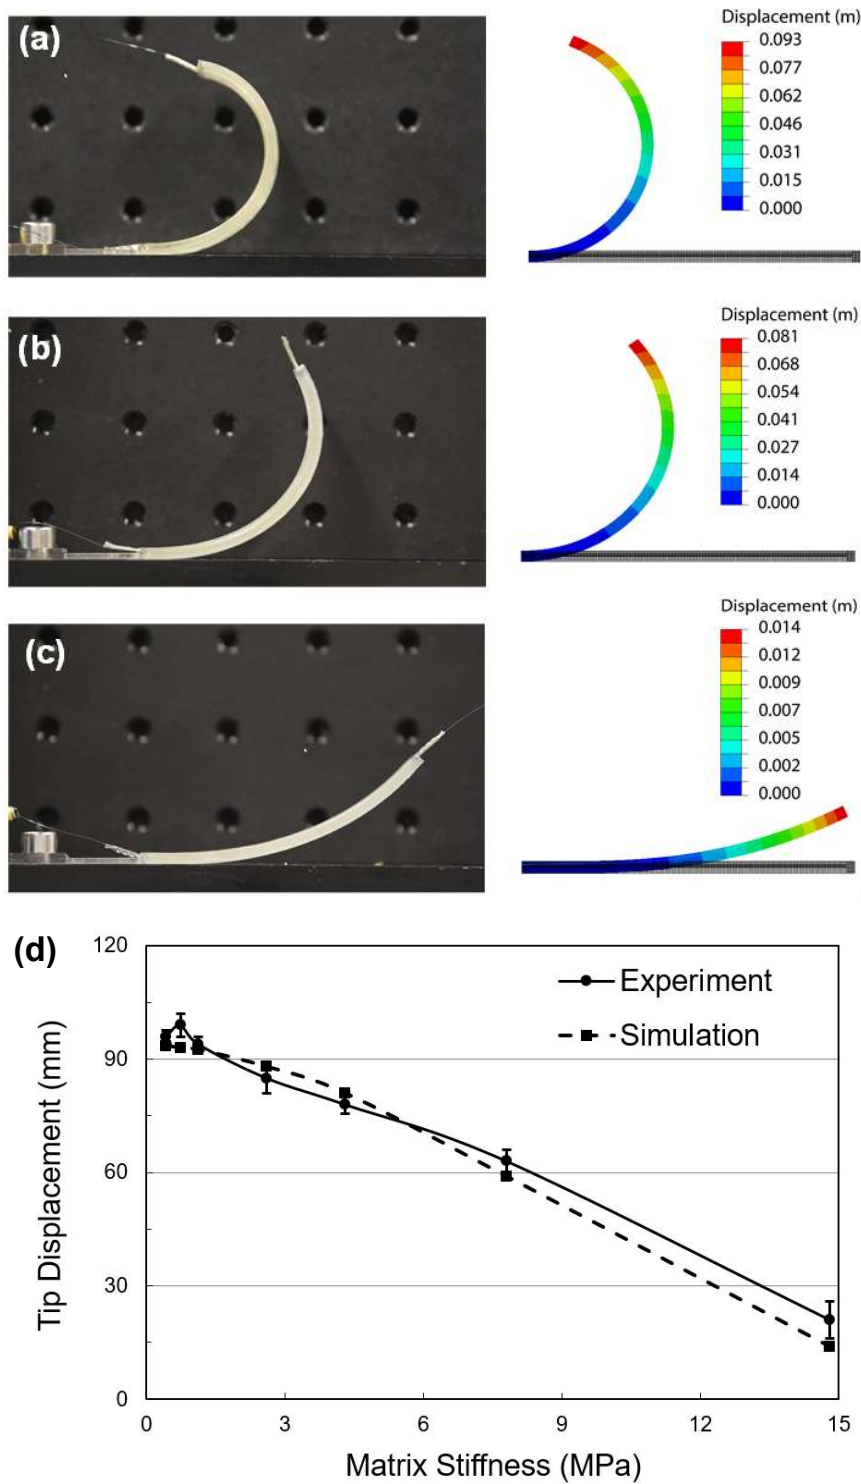 (a)
Displacement (m)
0.093
0.077
0.062
0.046
0.031
0.015
0.000
(b)
Displacement (m)
0.081
0.068
0.054
0.041
0.027
0.014
0.000
(c)
Displacement (m)
0.014
0.012
0.009
0.007
0.005
0.002
0.000
(d)
120
90
60
30
0
Tip Displacement (mm)
Experiment
Simulation
0 3 6 9 12 15
Matrix Stiffness (MPa)